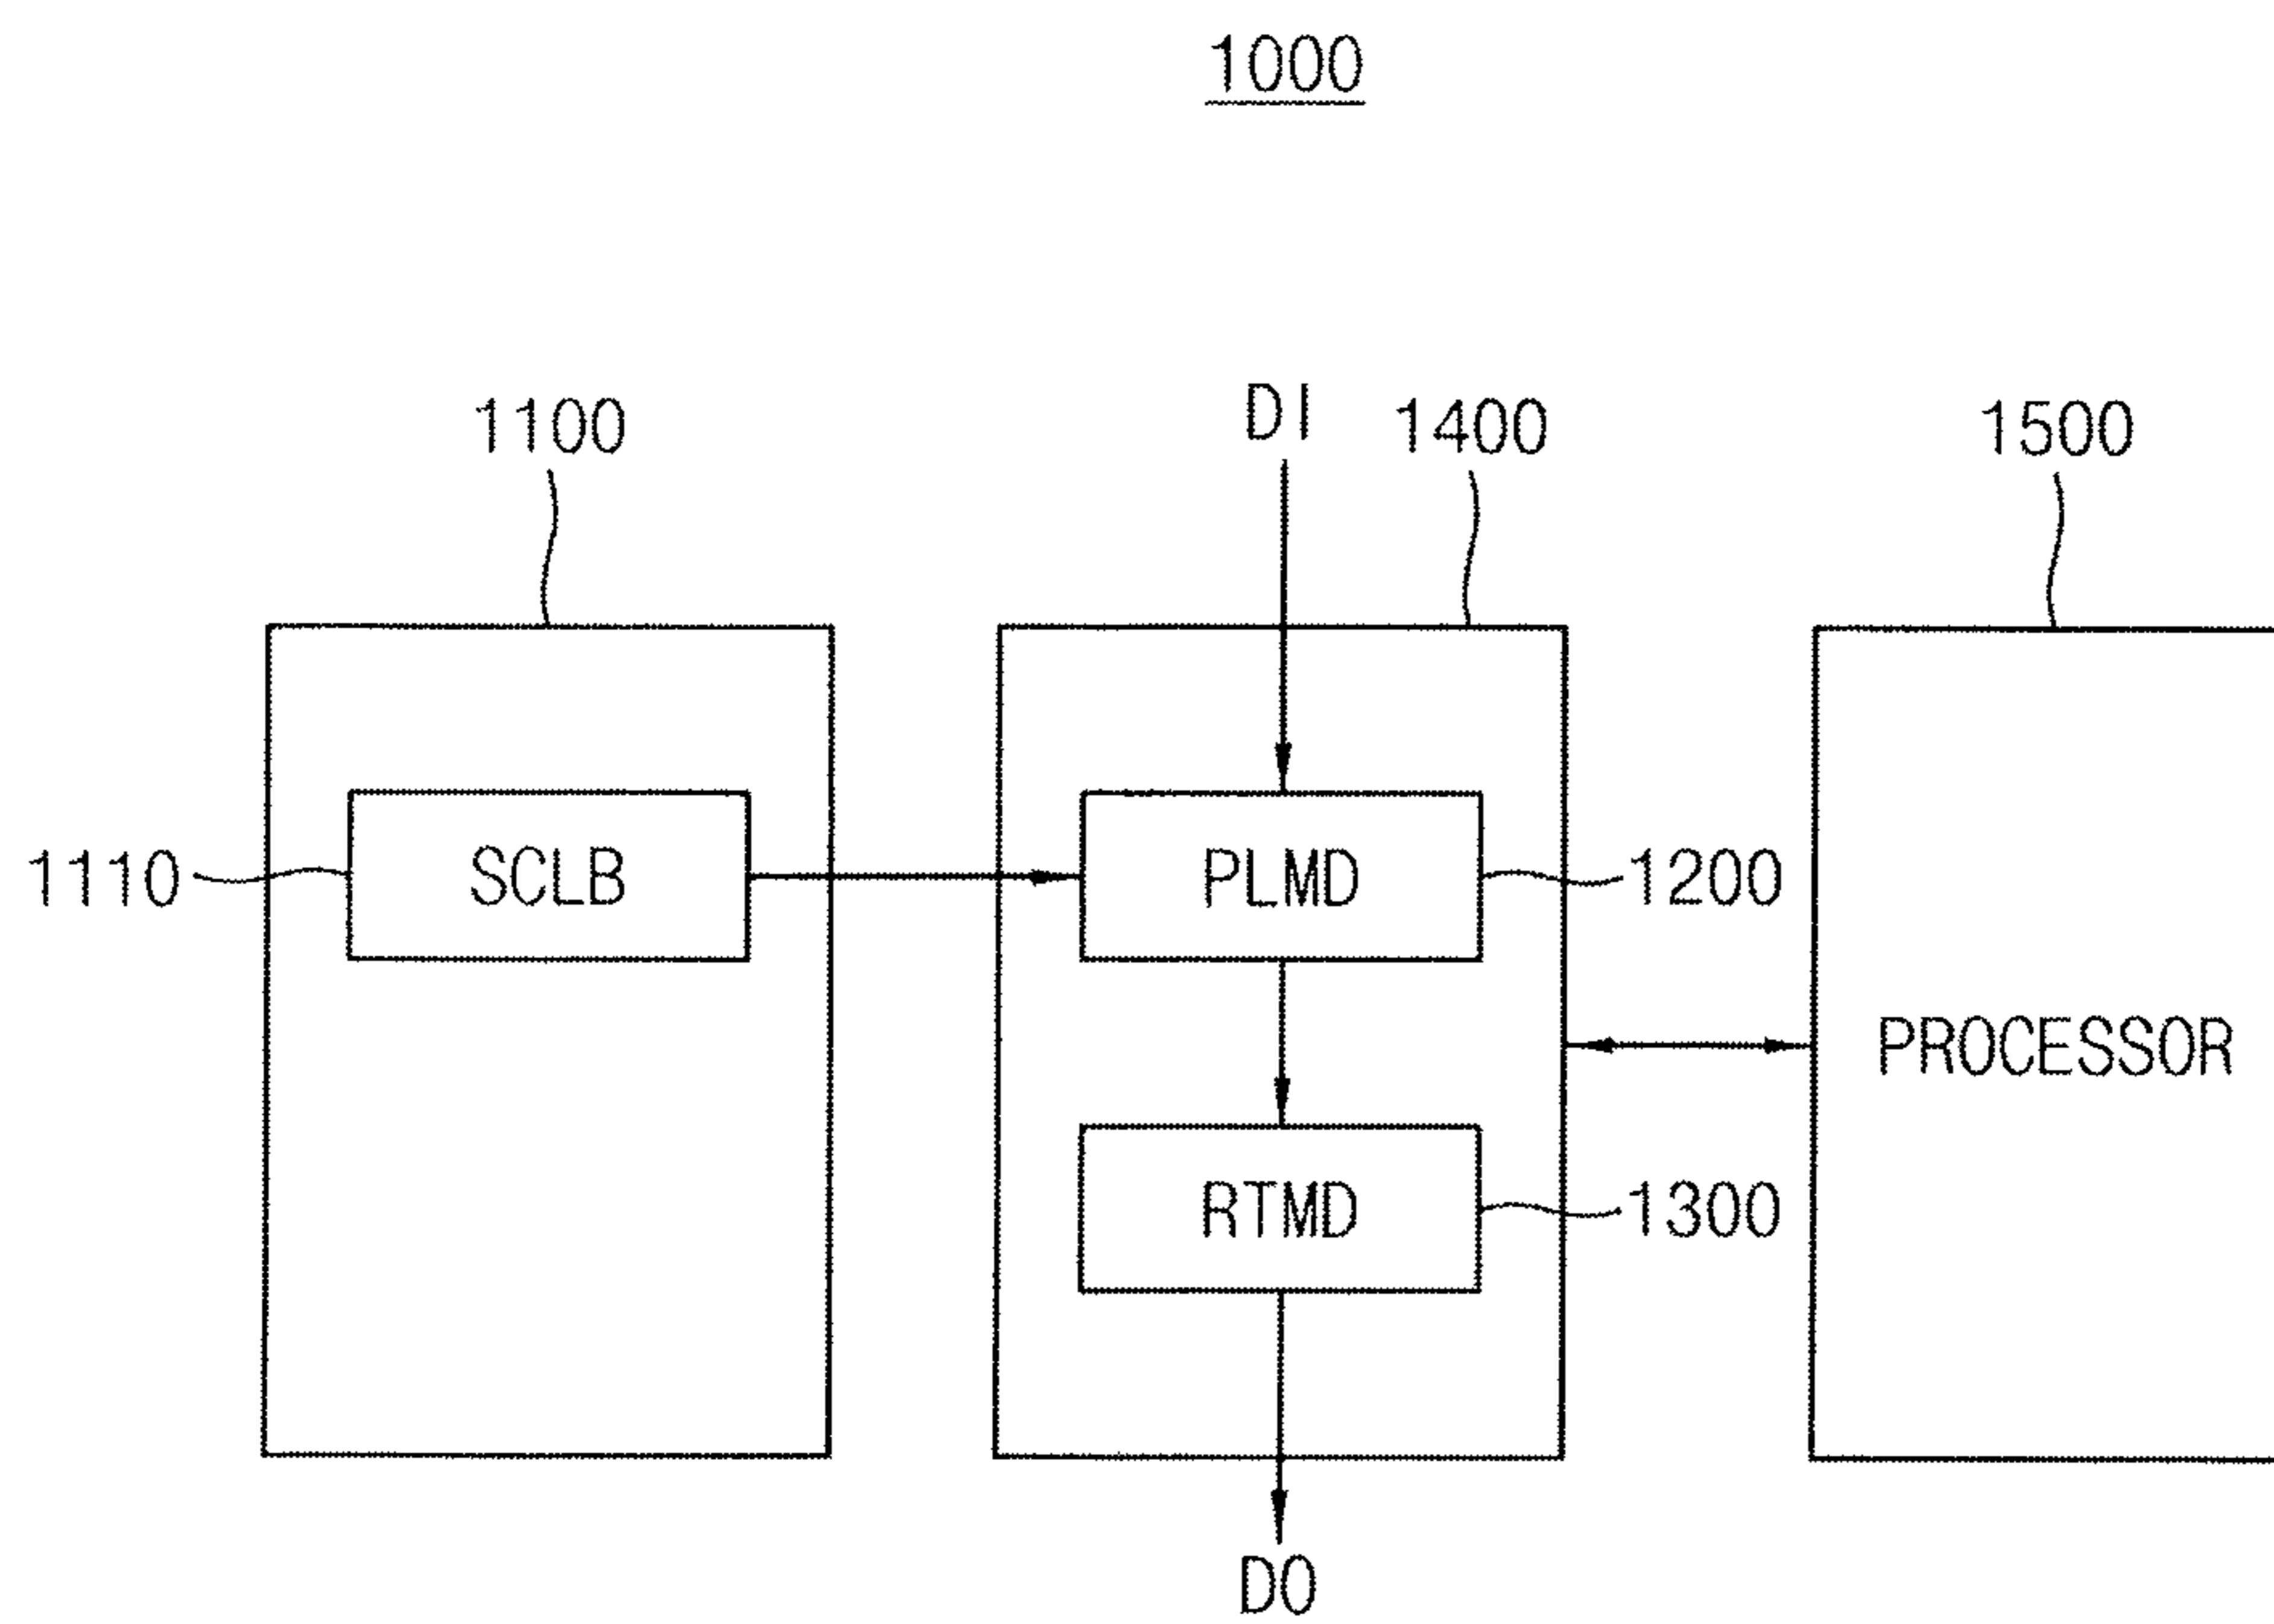 1000
DI
1100
1400
1500
1110
SCLB
PLMD
1200
PROCESSOR
RTMD
1300
DO